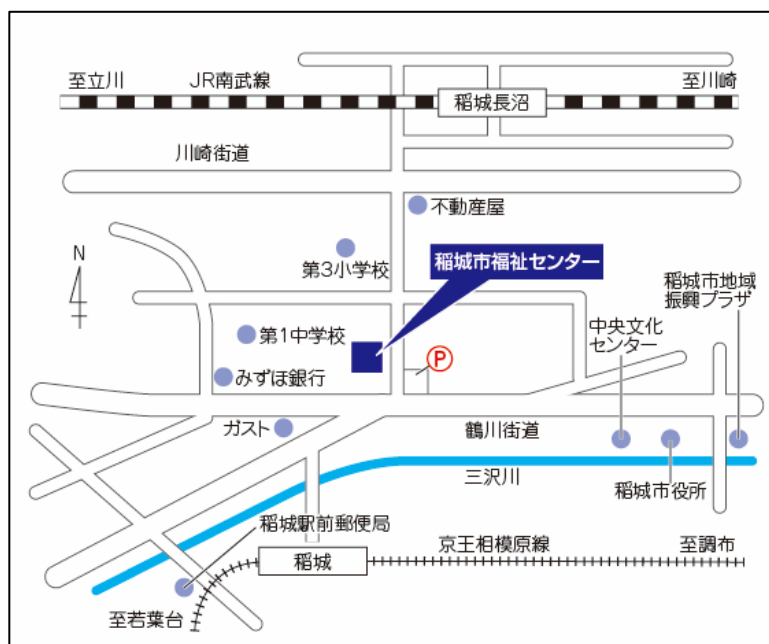 至立川
JR南武線
至川崎
稲城長沼
川崎街道
不動産屋
N
第3小学校
稲城市福祉センター
稲城市地域
振興プラザ
中央文化
センター
第1中学校
P
みずほ銀行
ガスト
鶴川街道
三沢川
稲城市役所
稲城駅前郵便局
稲城
京王相模原線
至調布
至若葉台